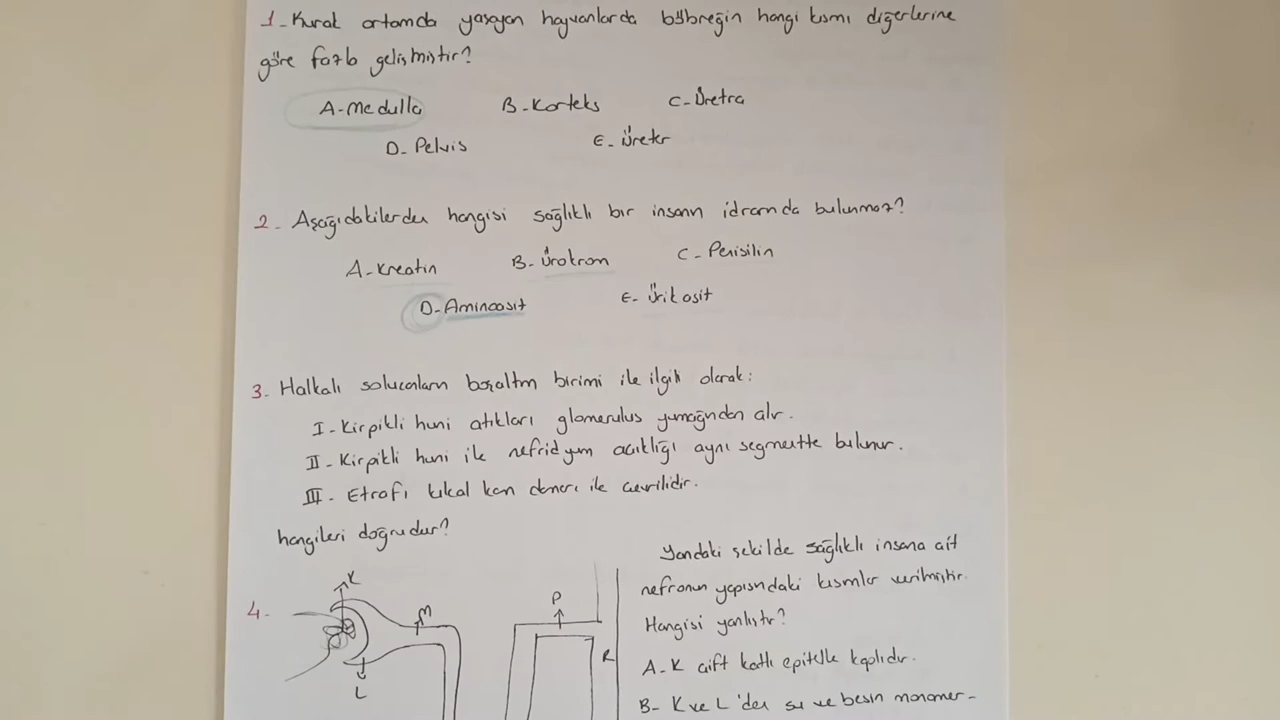 1- Kurak ortamda yaşayan hayvanlarda böbreğin hangi kısmı diğerlerine
göre fazla gelişmiştir?
A- Medulla B- Korteks C- Üretra
D- Pelvis E- Üreter
2- Aşağıdakilerden hangisi sağlıklı bir insanın idrarında bulunmaz?
A- Kreatin B- Ürokrom C- Penisilin
D- Aminoasit E- Ürik asit
3- Halkalı solucanların boşaltım birimi ile ilgili olarak:
I- Kirpikli huni atıkları glomerulus yumağından alır.
II- Kirpikli huni ile nefridyum açıklığı aynı segmentte bulunur.
III- Etrafı kılcal kan damarı ile çevrilidir.
hangileri doğrudur?
4-
K
M
L
P
R
Yandaki şekilde sağlıklı insana ait
nefronun yapısındaki kısımlar verilmiştir.
Hangisi yanlıştır?
A- K çift katlı epitelle kaplıdır.
B- K ve L'den su ve besin monomer-